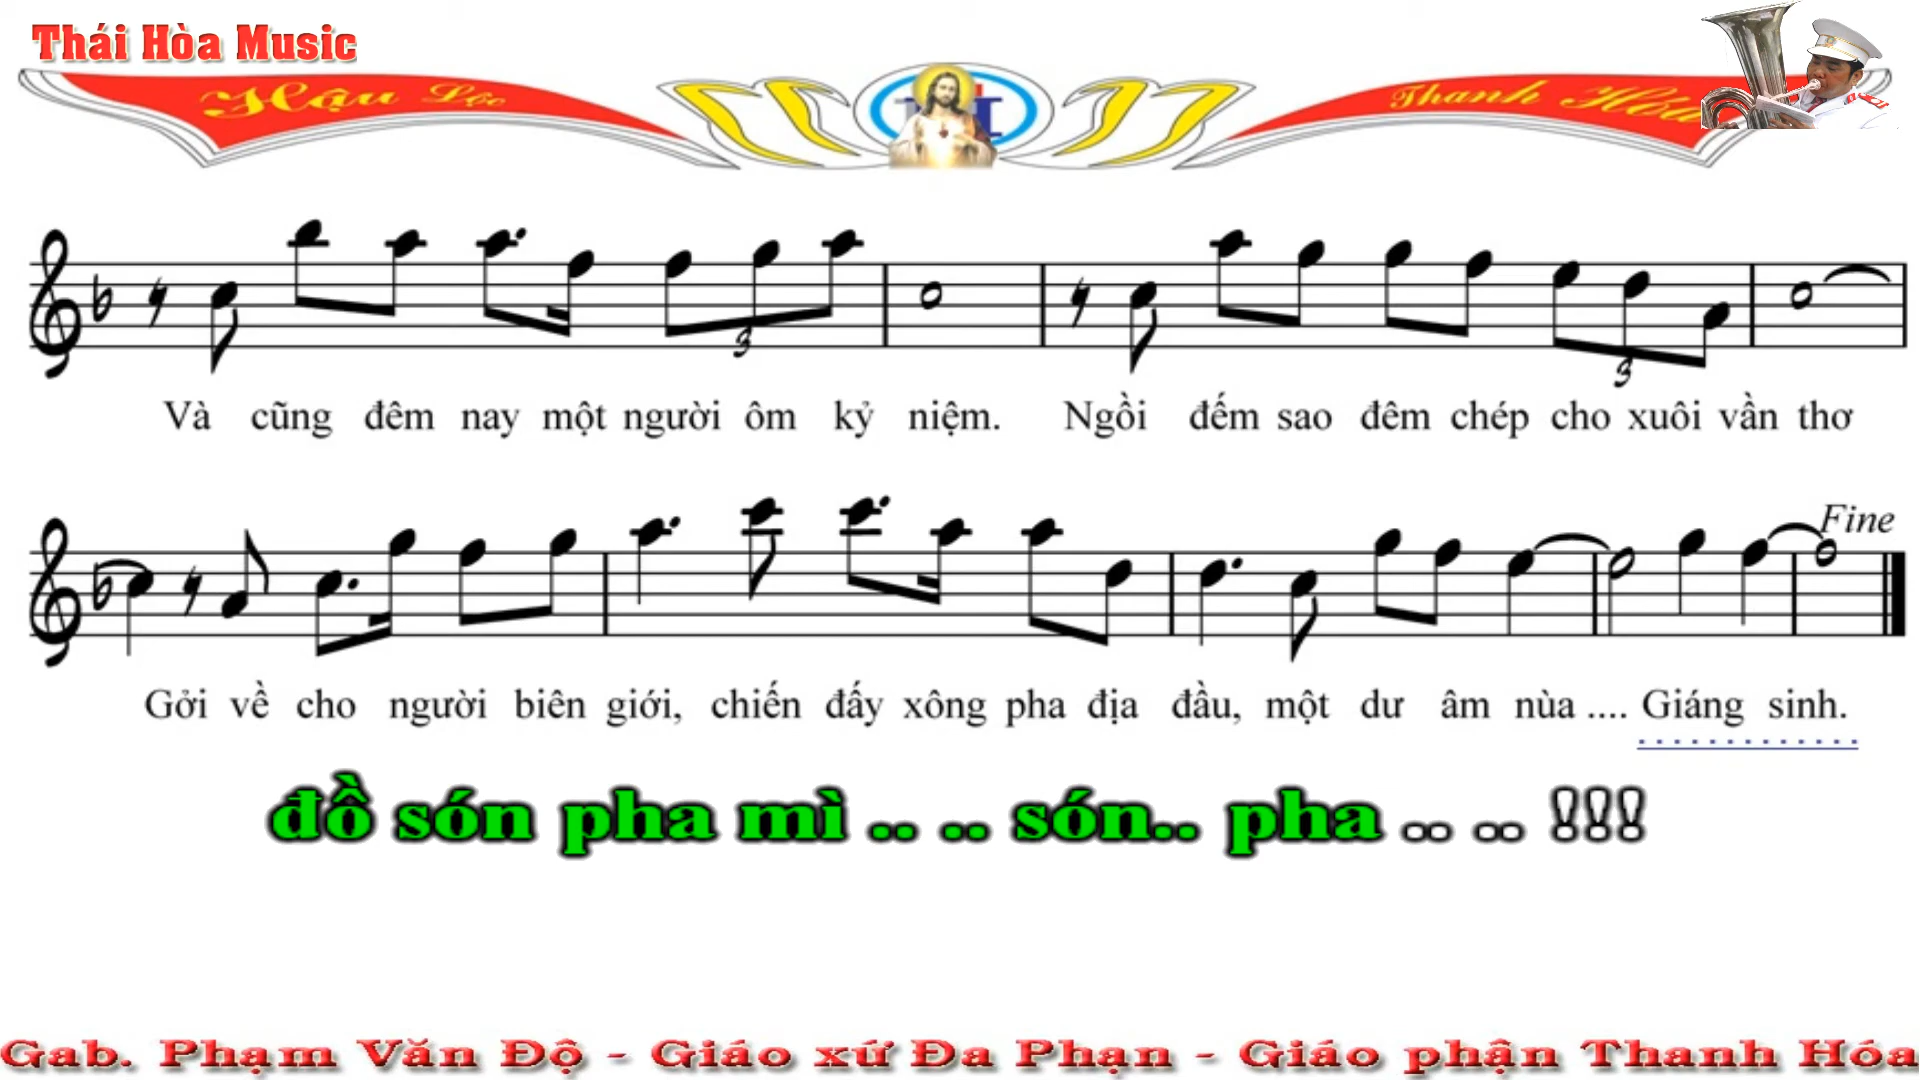 Thái Hòa Music
Hậu Lộc
Thanh Hóa
3
3
Và cũng đêm nay một người ôm kỷ niệm. Ngồi đếm sao đêm chép cho xuôi vần thơ
Fine
Gởi về cho người biên giới, chiến đấy xông pha địa đầu, một dư âm nùa .... Giáng sinh.
đồ són pha mì .. .. són.. pha .. .. !!!
Gab. Phạm Văn Độ - Giáo xứ Đa Phạn - Giáo phận Thanh Hóa